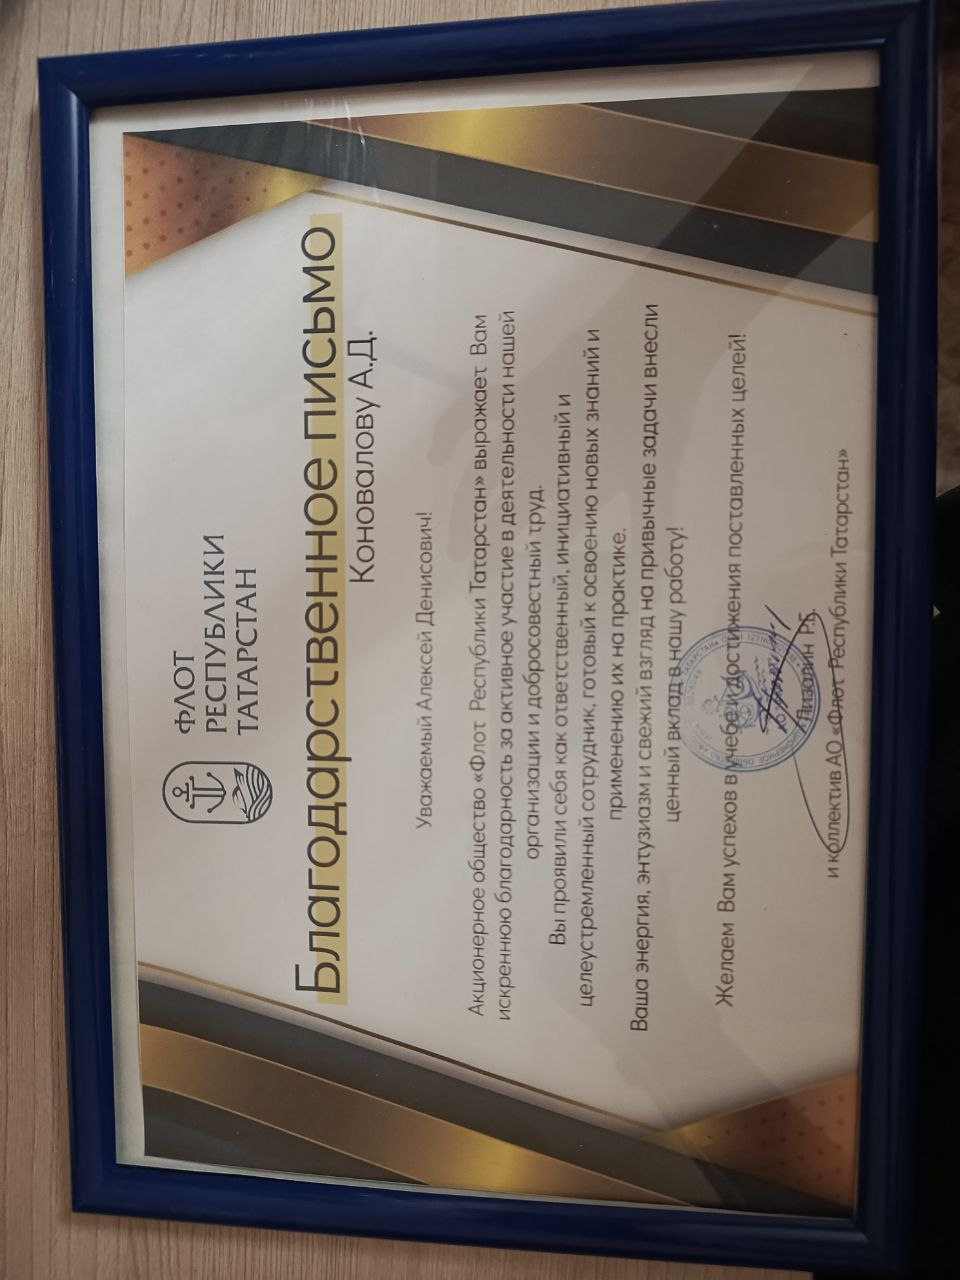 ФЛОТ
РЕСПУБЛИКИ
ТАТАРСТАН
Благодарственное письмо
Коновалову А.Д.
Уважаемый Алексей Денисович!
Акционерное общество «Флот Республики Татарстан» выражает Вам
искреннюю благодарность за активное участие в деятельности нашей
организации и добросовестный труд.
Вы проявили себя как ответственный, инициативный и
целеустремленный сотрудник, готовый к освоению новых знаний и
применению их на практике.
Ваша энергия, энтузиазм и свежий взгляд на привычные задачи внесли
ценный вклад в нашу работу!
Желаем Вам успехов в учебе и достижения поставленных целей!
Р.Г.
и коллектив АО «Флот Республики Татарстан»